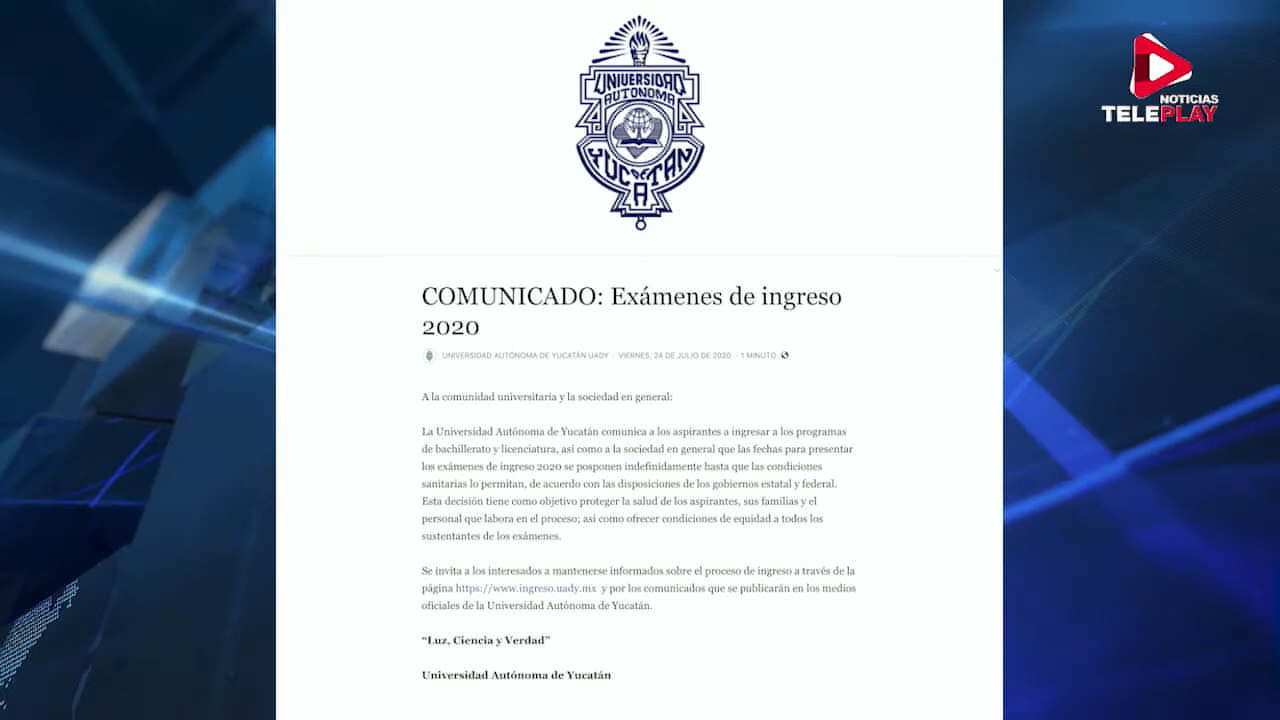 UNIVERSIDAD
AUTONOMA
DE
YUCATAN
NOTICIAS
TELEPLAY
COMUNICADO: Exámenes de ingreso
2020
UNIVERSIDAD AUTÓNOMA DE YUCATÁN UADY · VIERNES, 24 DE JULIO DE 2020 · 1 MINUTO
A la comunidad universitaria y la sociedad en general:
La Universidad Autónoma de Yucatán comunica a los aspirantes a ingresar a los programas
de bachillerato y licenciatura, así como a la sociedad en general que las fechas para presentar
los exámenes de ingreso 2020 se posponen indefinidamente hasta que las condiciones
sanitarias lo permitan, de acuerdo con las disposiciones de los gobiernos estatal y federal.
Esta decisión tiene como objetivo proteger la salud de los aspirantes, sus familias y el
personal que labora en el proceso; así como ofrecer condiciones de equidad a todos los
sustentantes de los exámenes.
Se invita a los interesados a mantenerse informados sobre el proceso de ingreso a través de la
página https://www.ingreso.uady.mx y por los comunicados que se publicarán en los medios
oficiales de la Universidad Autónoma de Yucatán.
“Luz, Ciencia y Verdad”
Universidad Autónoma de Yucatán